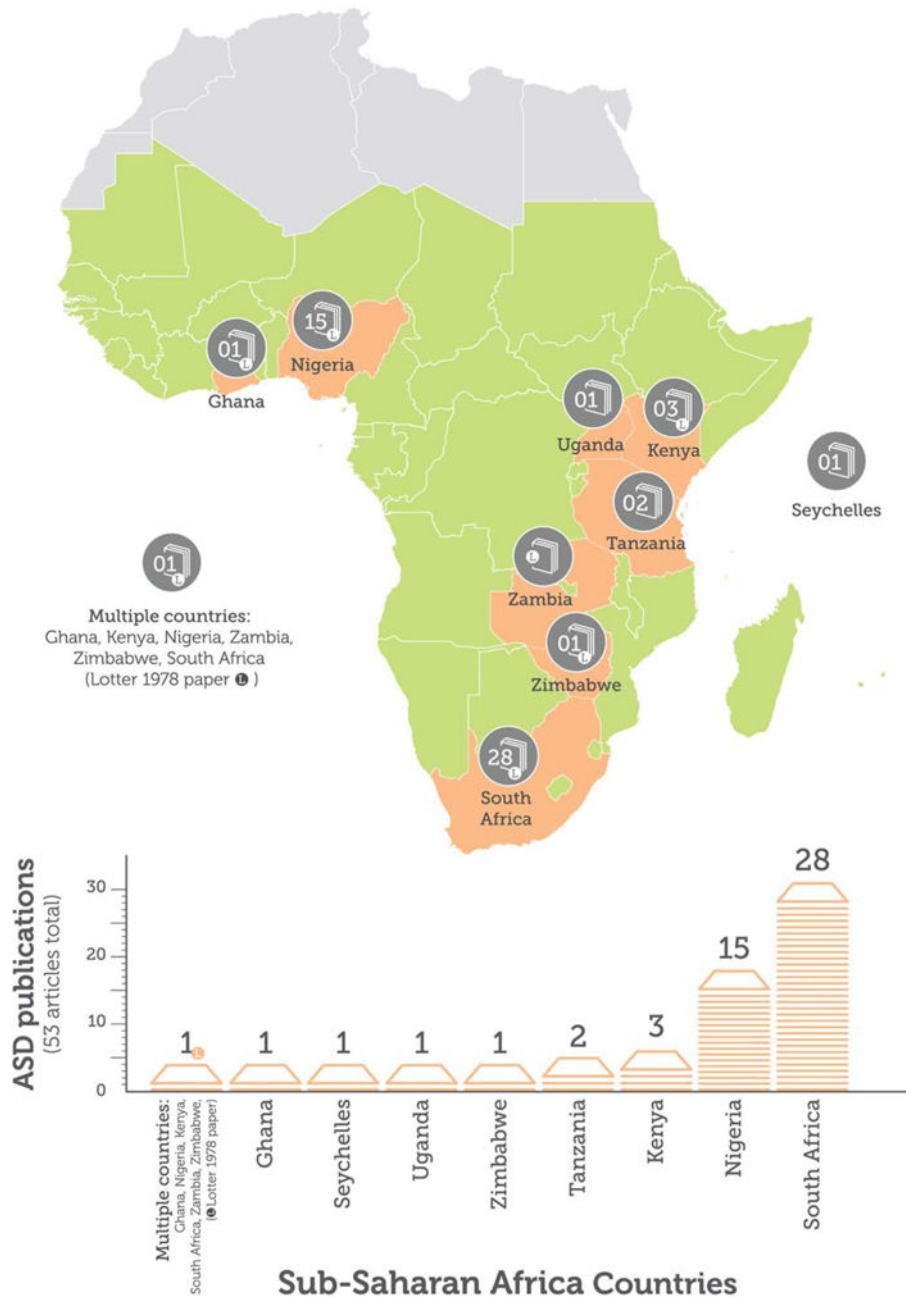 15
L
Nigeria
01
L
Ghana
01
Uganda
03
L
Kenya
01
Seychelles
02
Tanzania
L
Zambia
01
L
Zimbabwe
28
L
South
Africa
01
L
Multiple countries:
Ghana, Kenya, Nigeria, Zambia,
Zimbabwe, South Africa
(Lotter 1978 paper L )
ASD publications
(53 articles total)
30
20
10
0
1 L
1
1
1
1
2
3
15
28
Multiple countries:
Ghana, Nigeria, Kenya,
South Africa, Zambia, Zimbabwe,
(L Lotter 1978 paper)
Ghana
Seychelles
Uganda
Zimbabwe
Tanzania
Kenya
Nigeria
South Africa
Sub-Saharan Africa Countries